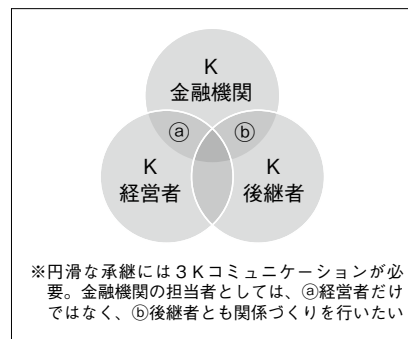 K
金融機関
ⓐ
ⓑ
K
経営者
K
後継者
※円滑な承継には３Kコミュニケーションが必
要。金融機関の担当者としては、ⓐ経営者だけ
ではなく、ⓑ後継者とも関係づくりを行いたい